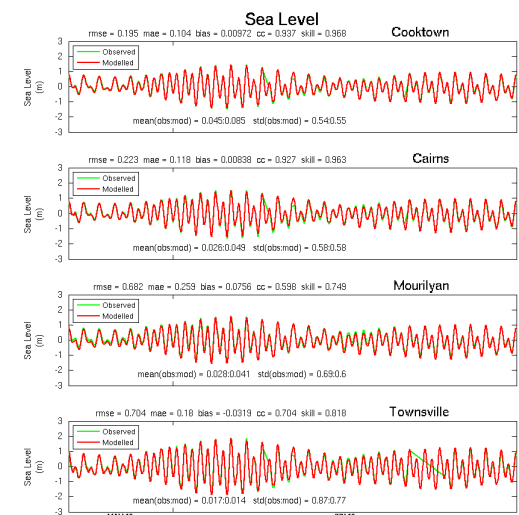 Sea Level
rmse = 0.195 mae = 0.104 bias = 0.00972 cc = 0.937 skill = 0.968 Cooktown
3
2
1
0
-1
-2
-3
Sea Level
(m)
Observed
Modelled
mean(obs:mod) = 0.045:0.085 std(obs:mod) = 0.54:0.55
rmse = 0.223 mae = 0.118 bias = 0.00838 cc = 0.927 skill = 0.963 Cairns
3
2
1
0
-1
-2
-3
Sea Level
(m)
Observed
Modelled
mean(obs:mod) = 0.026:0.049 std(obs:mod) = 0.58:0.58
rmse = 0.682 mae = 0.259 bias = 0.0756 cc = 0.598 skill = 0.749 Mourilyan
3
2
1
0
-1
-2
-3
Sea Level
(m)
Observed
Modelled
mean(obs:mod) = 0.028:0.041 std(obs:mod) = 0.69:0.6
rmse = 0.704 mae = 0.18 bias = -0.0319 cc = 0.704 skill = 0.818 Townsville
3
2
1
0
-1
-2
-3
Sea Level
(m)
Observed
Modelled
mean(obs:mod) = 0.017:0.014 std(obs:mod) = 0.87:0.77